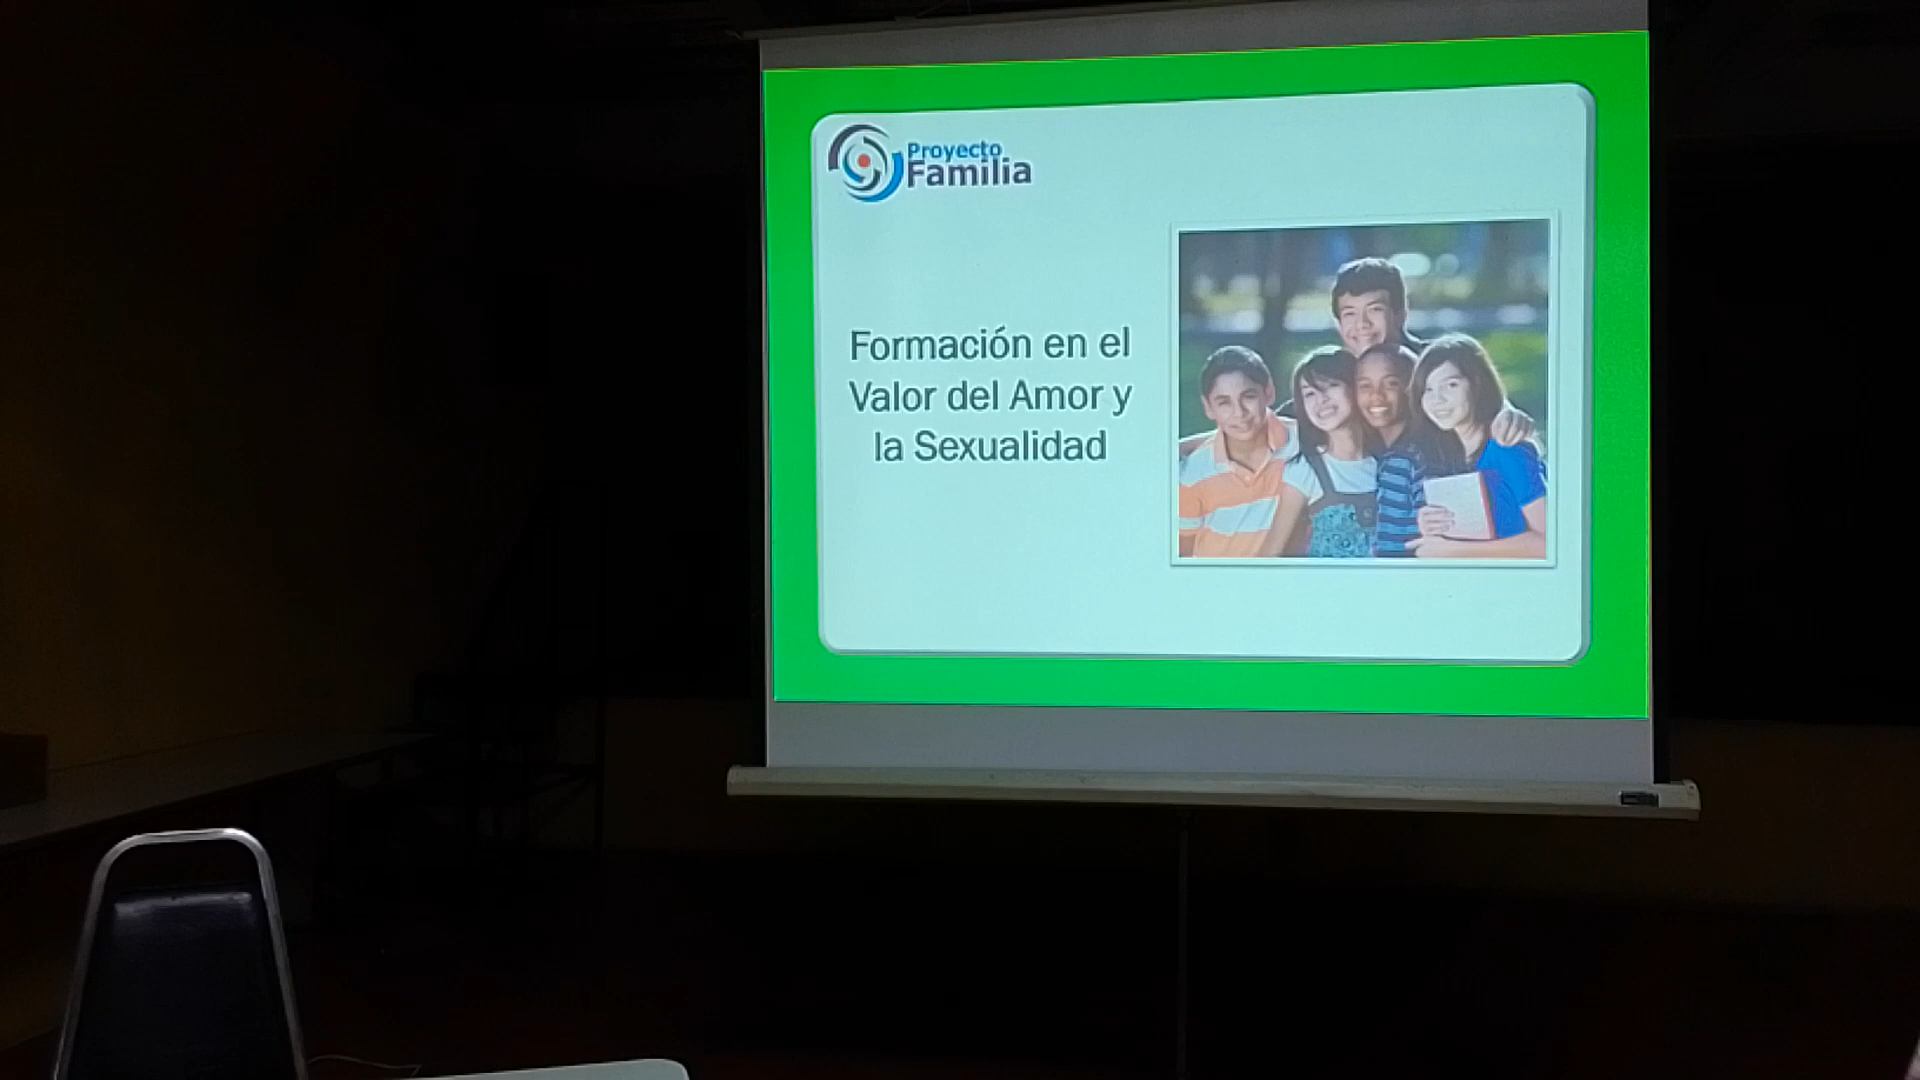 Proyecto
Familia
Formación en el
Valor del Amor y
la Sexualidad